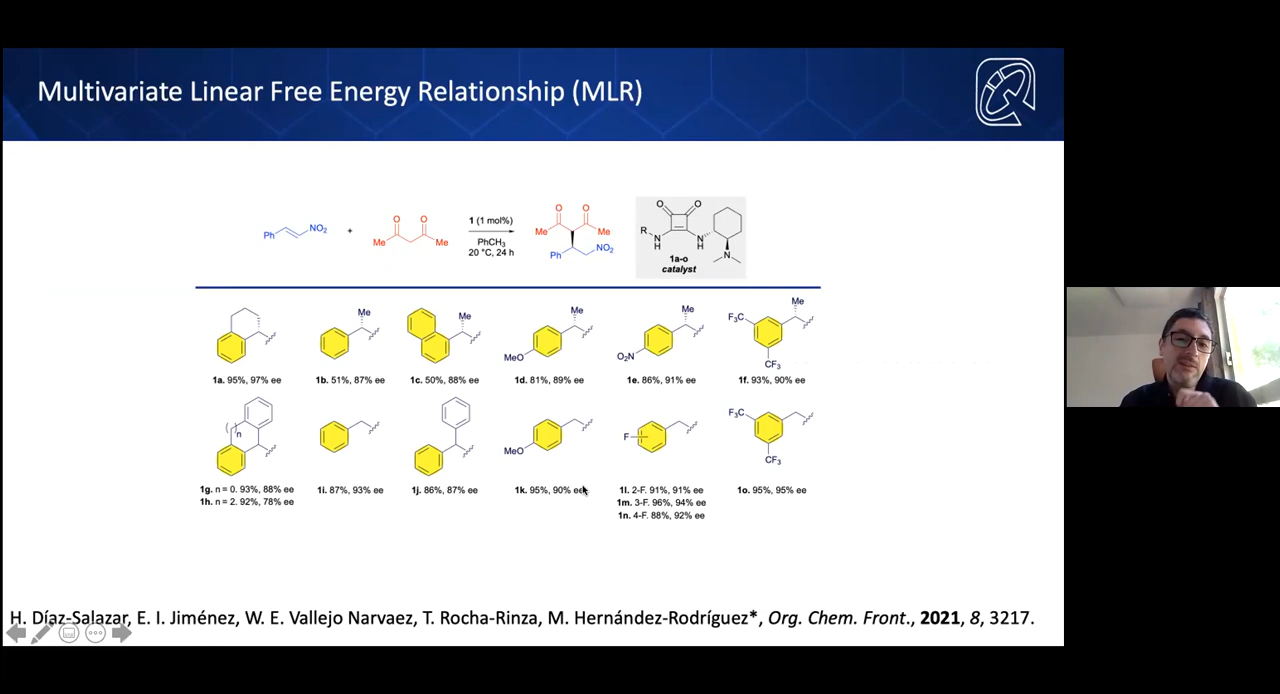 Multivariate Linear Free Energy Relationship (MLR)
Ph
NO2
+
O O
Me Me
1 (1 mol%)
PhCH3
20 °C, 24 h
O O
Me Me
Ph
NO2
O O
R
N
H
N
H
N
1a-o
catalyst
Me
Me
Me
MeO
Me
O2N
Me
F3C
CF3
1a. 95%, 97% ee
1b. 51%, 87% ee
1c. 50%, 88% ee
1d. 81%, 89% ee
1e. 86%, 91% ee
1f. 93%, 90% ee
( )n
MeO
F
F3C
CF3
1g. n = 0. 93%, 88% ee
1h. n = 2. 92%, 78% ee
1i. 87%, 93% ee
1j. 86%, 87% ee
1k. 95%, 90% ee
1l. 2-F. 91%, 91% ee
1m. 3-F. 96%, 94% ee
1n. 4-F. 88%, 92% ee
1o. 95%, 95% ee
H. Díaz-Salazar, E. I. Jiménez, W. E. Vallejo Narvaez, T. Rocha-Rinza, M. Hernández-Rodríguez*, Org. Chem. Front., 2021, 8, 3217.